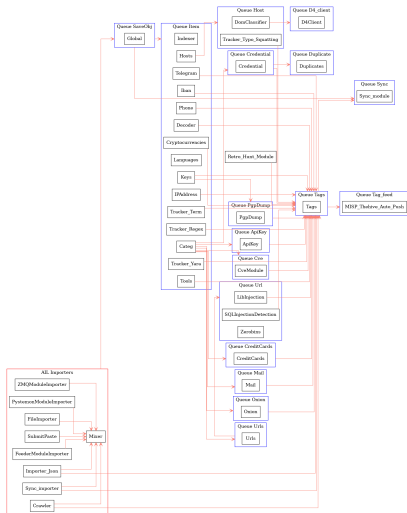 Queue SaveObj
Global
Queue Item
Indexer
Hosts
Telegram
Iban
Phone
Decoder
Cryptocurrencies
Languages
Keys
IPAddress
Tracker_Term
Tracker_Regex
Categ
Tracker_Yara
Tools
Queue Host
DomClassifier
Tracker_Typo_Squatting
Queue D4_client
D4Client
Queue Credential
Credential
Queue Duplicate
Duplicates
Queue Sync
Sync_module
Retro_Hunt_Module
Queue Tags
Tags
Queue Tag_feed
MISP_Thehive_Auto_Push
Queue PgpDump
PgpDump
Queue ApiKey
ApiKey
Queue Cve
CveModule
Queue Url
LibInjection
SQLInjectionDetection
Zerobins
Queue CreditCards
CreditCards
Queue Mail
Mail
Queue Onion
Onion
Queue Urls
Urls
AIL Importers
ZMQModuleImporter
PystemonModuleImporter
FileImporter
SubmitPaste
Mixer
FeederModuleImporter
Importer_Json
Sync_importer
Crawler